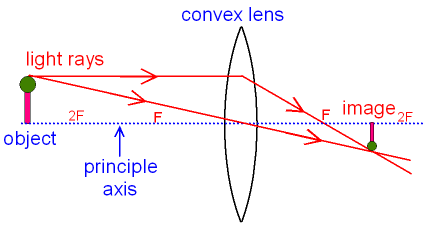 convex lens
light rays
image
2F
F
F
2F
object
principle
axis